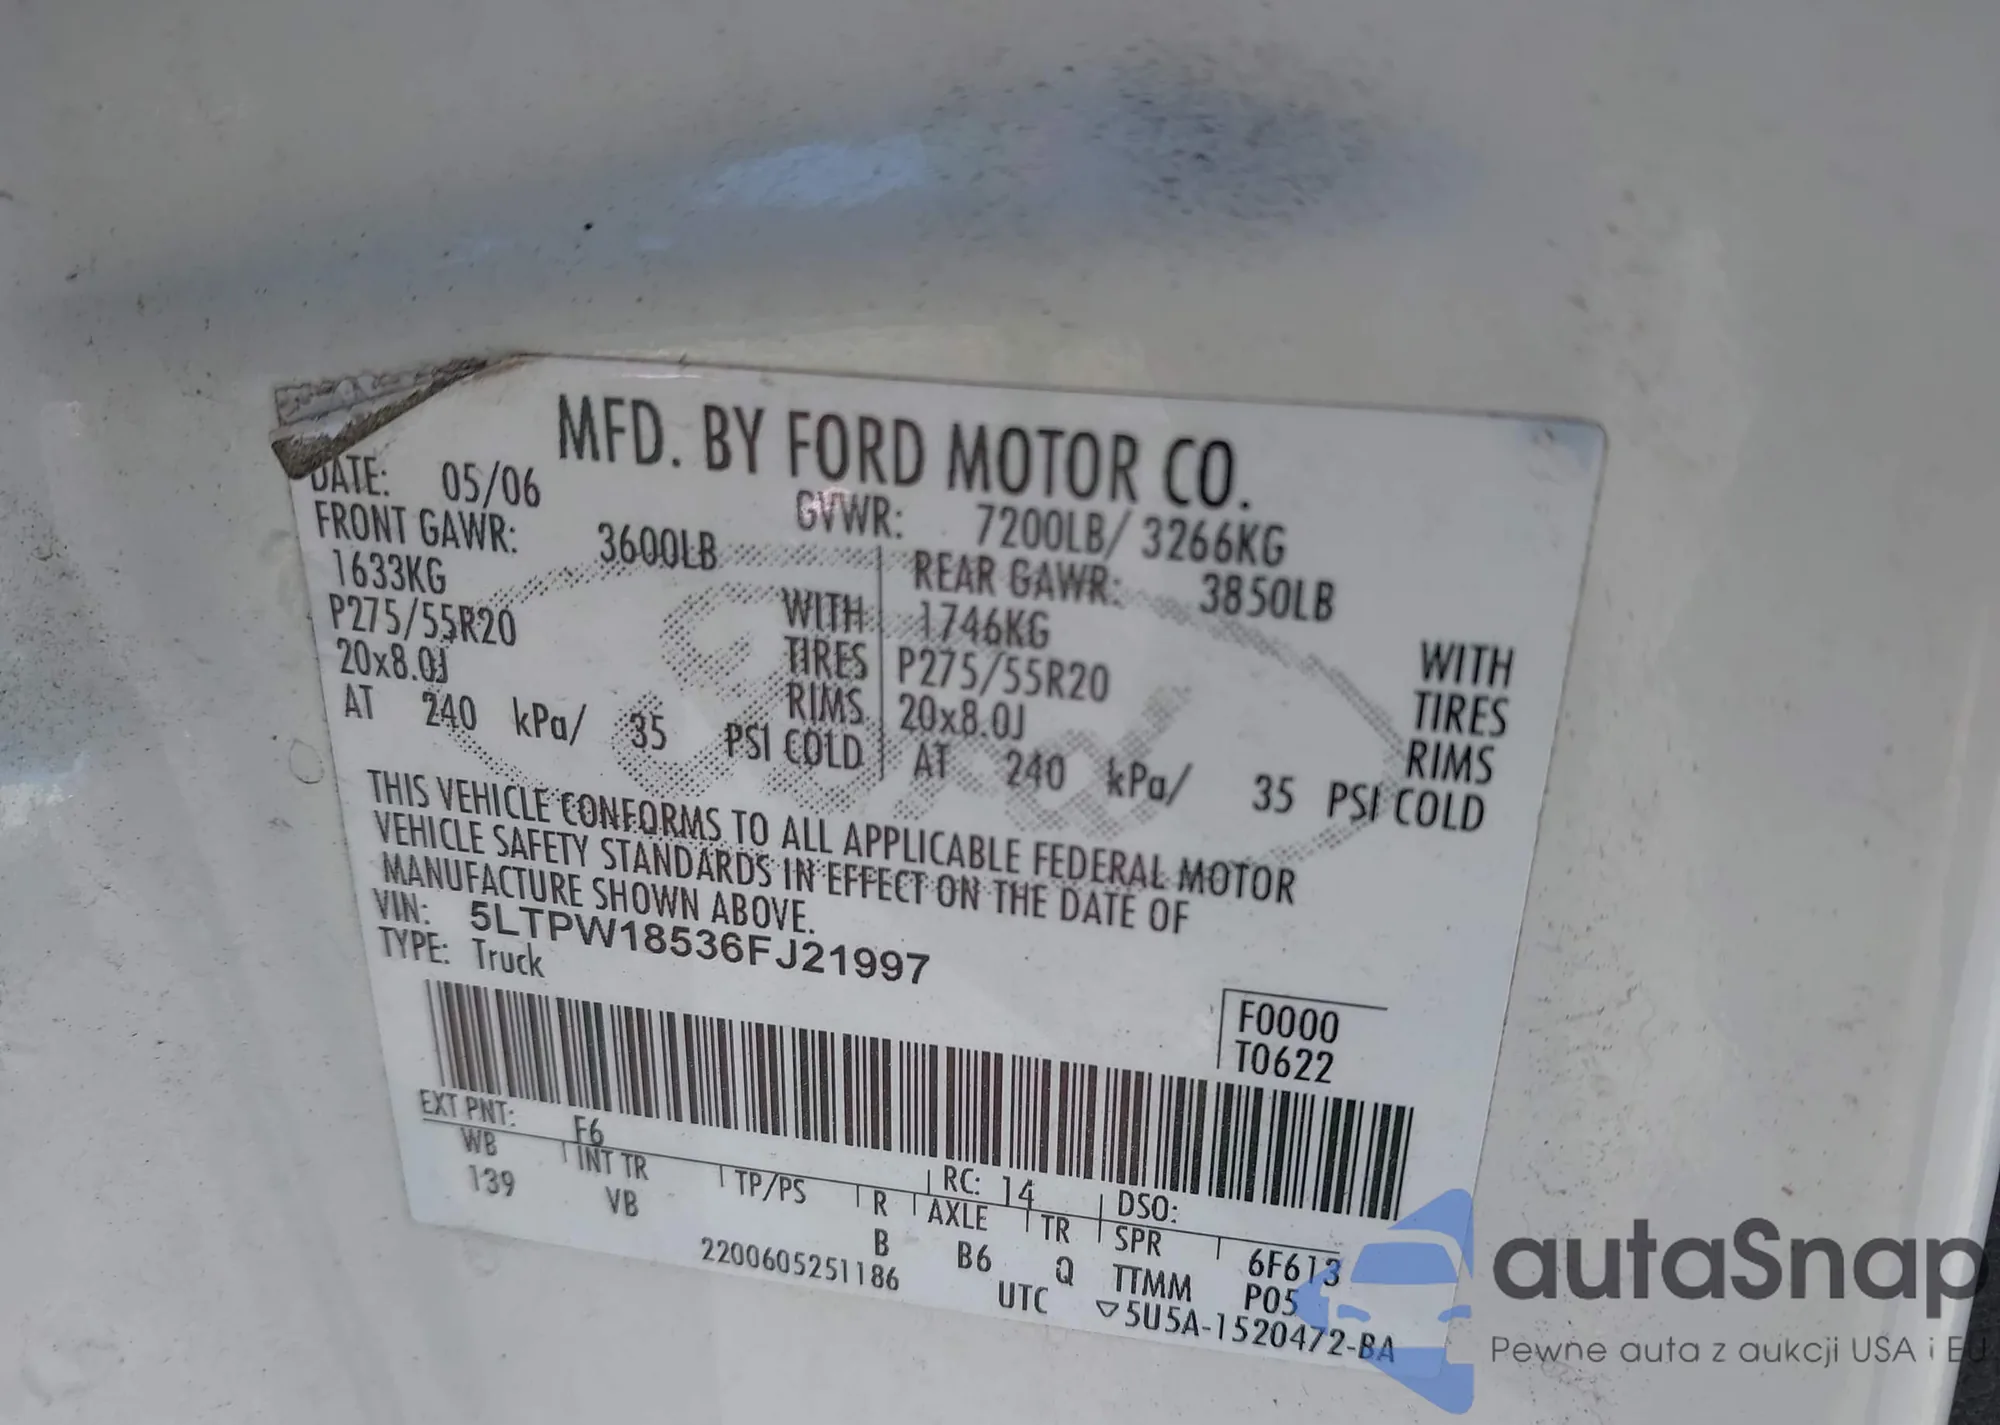 MFD. BY FORD MOTOR CO.
DATE: 05/06 GVWR: 7200LB/ 3266KG
FRONT GAWR: 3600LB REAR GAWR: 3850LB
1633KG WITH 1746KG WITH
P275/55R20 TIRES P275/55R20 TIRES
20x8.0J RIMS 20x8.0J RIMS
AT 240 kPa/ 35 PSI COLD AT 240 kPa/ 35 PSI COLD
THIS VEHICLE CONFORMS TO ALL APPLICABLE FEDERAL MOTOR
VEHICLE SAFETY STANDARDS IN EFFECT ON THE DATE OF
MANUFACTURE SHOWN ABOVE.
VIN: 5LTPW18536FJ21997
TYPE: Truck
F0000
T0622
EXT PNT: F6 RC: 14 DSO:
WB INT TR TP/PS R AXLE TR SPR 6F613
139 VB B B6 Q TTMM P05
2200605251186 UTC ▽5U5A-1520472-BA
Ford
autaSnap
Pewne auta z aukcji USA i EU